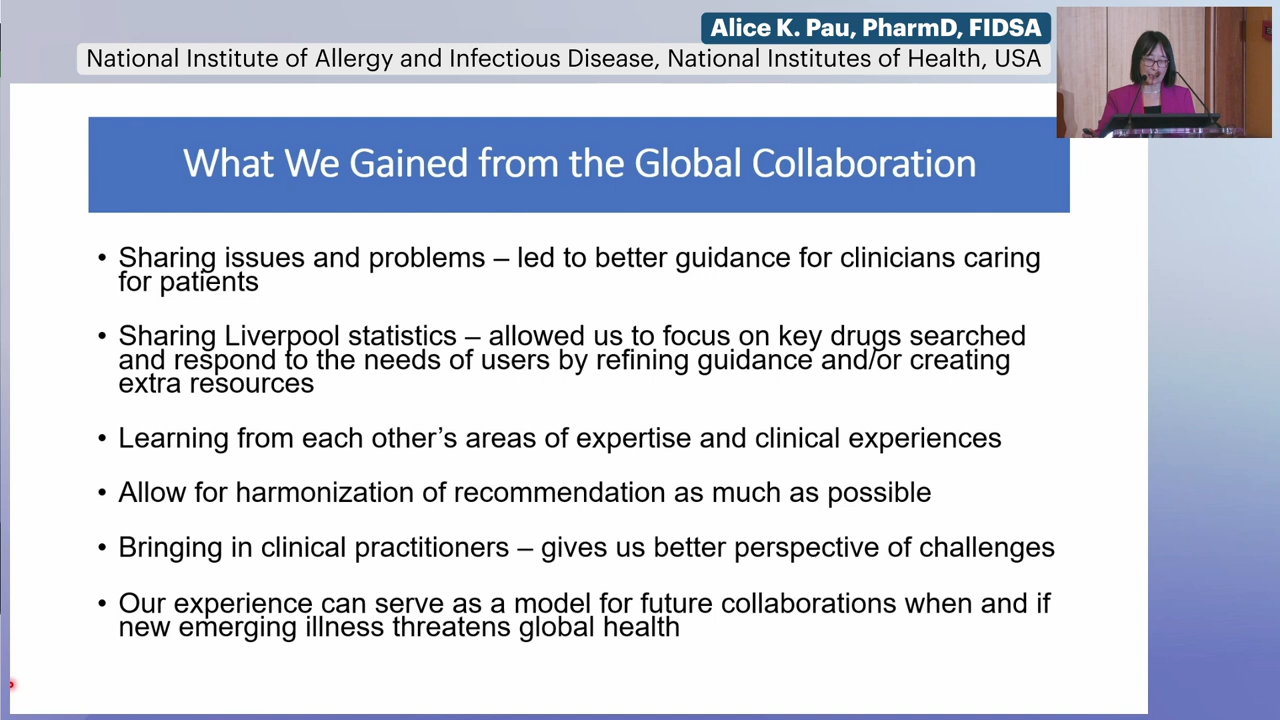 Alice K. Pau, PharmD, FIDSA
National Institute of Allergy and Infectious Disease, National Institutes of Health, USA
What We Gained from the Global Collaboration
• Sharing issues and problems – led to better guidance for clinicians caring
for patients
• Sharing Liverpool statistics – allowed us to focus on key drugs searched
and respond to the needs of users by refining guidance and/or creating
extra resources
• Learning from each other’s areas of expertise and clinical experiences
• Allow for harmonization of recommendation as much as possible
• Bringing in clinical practitioners – gives us better perspective of challenges
• Our experience can serve as a model for future collaborations when and if
new emerging illness threatens global health